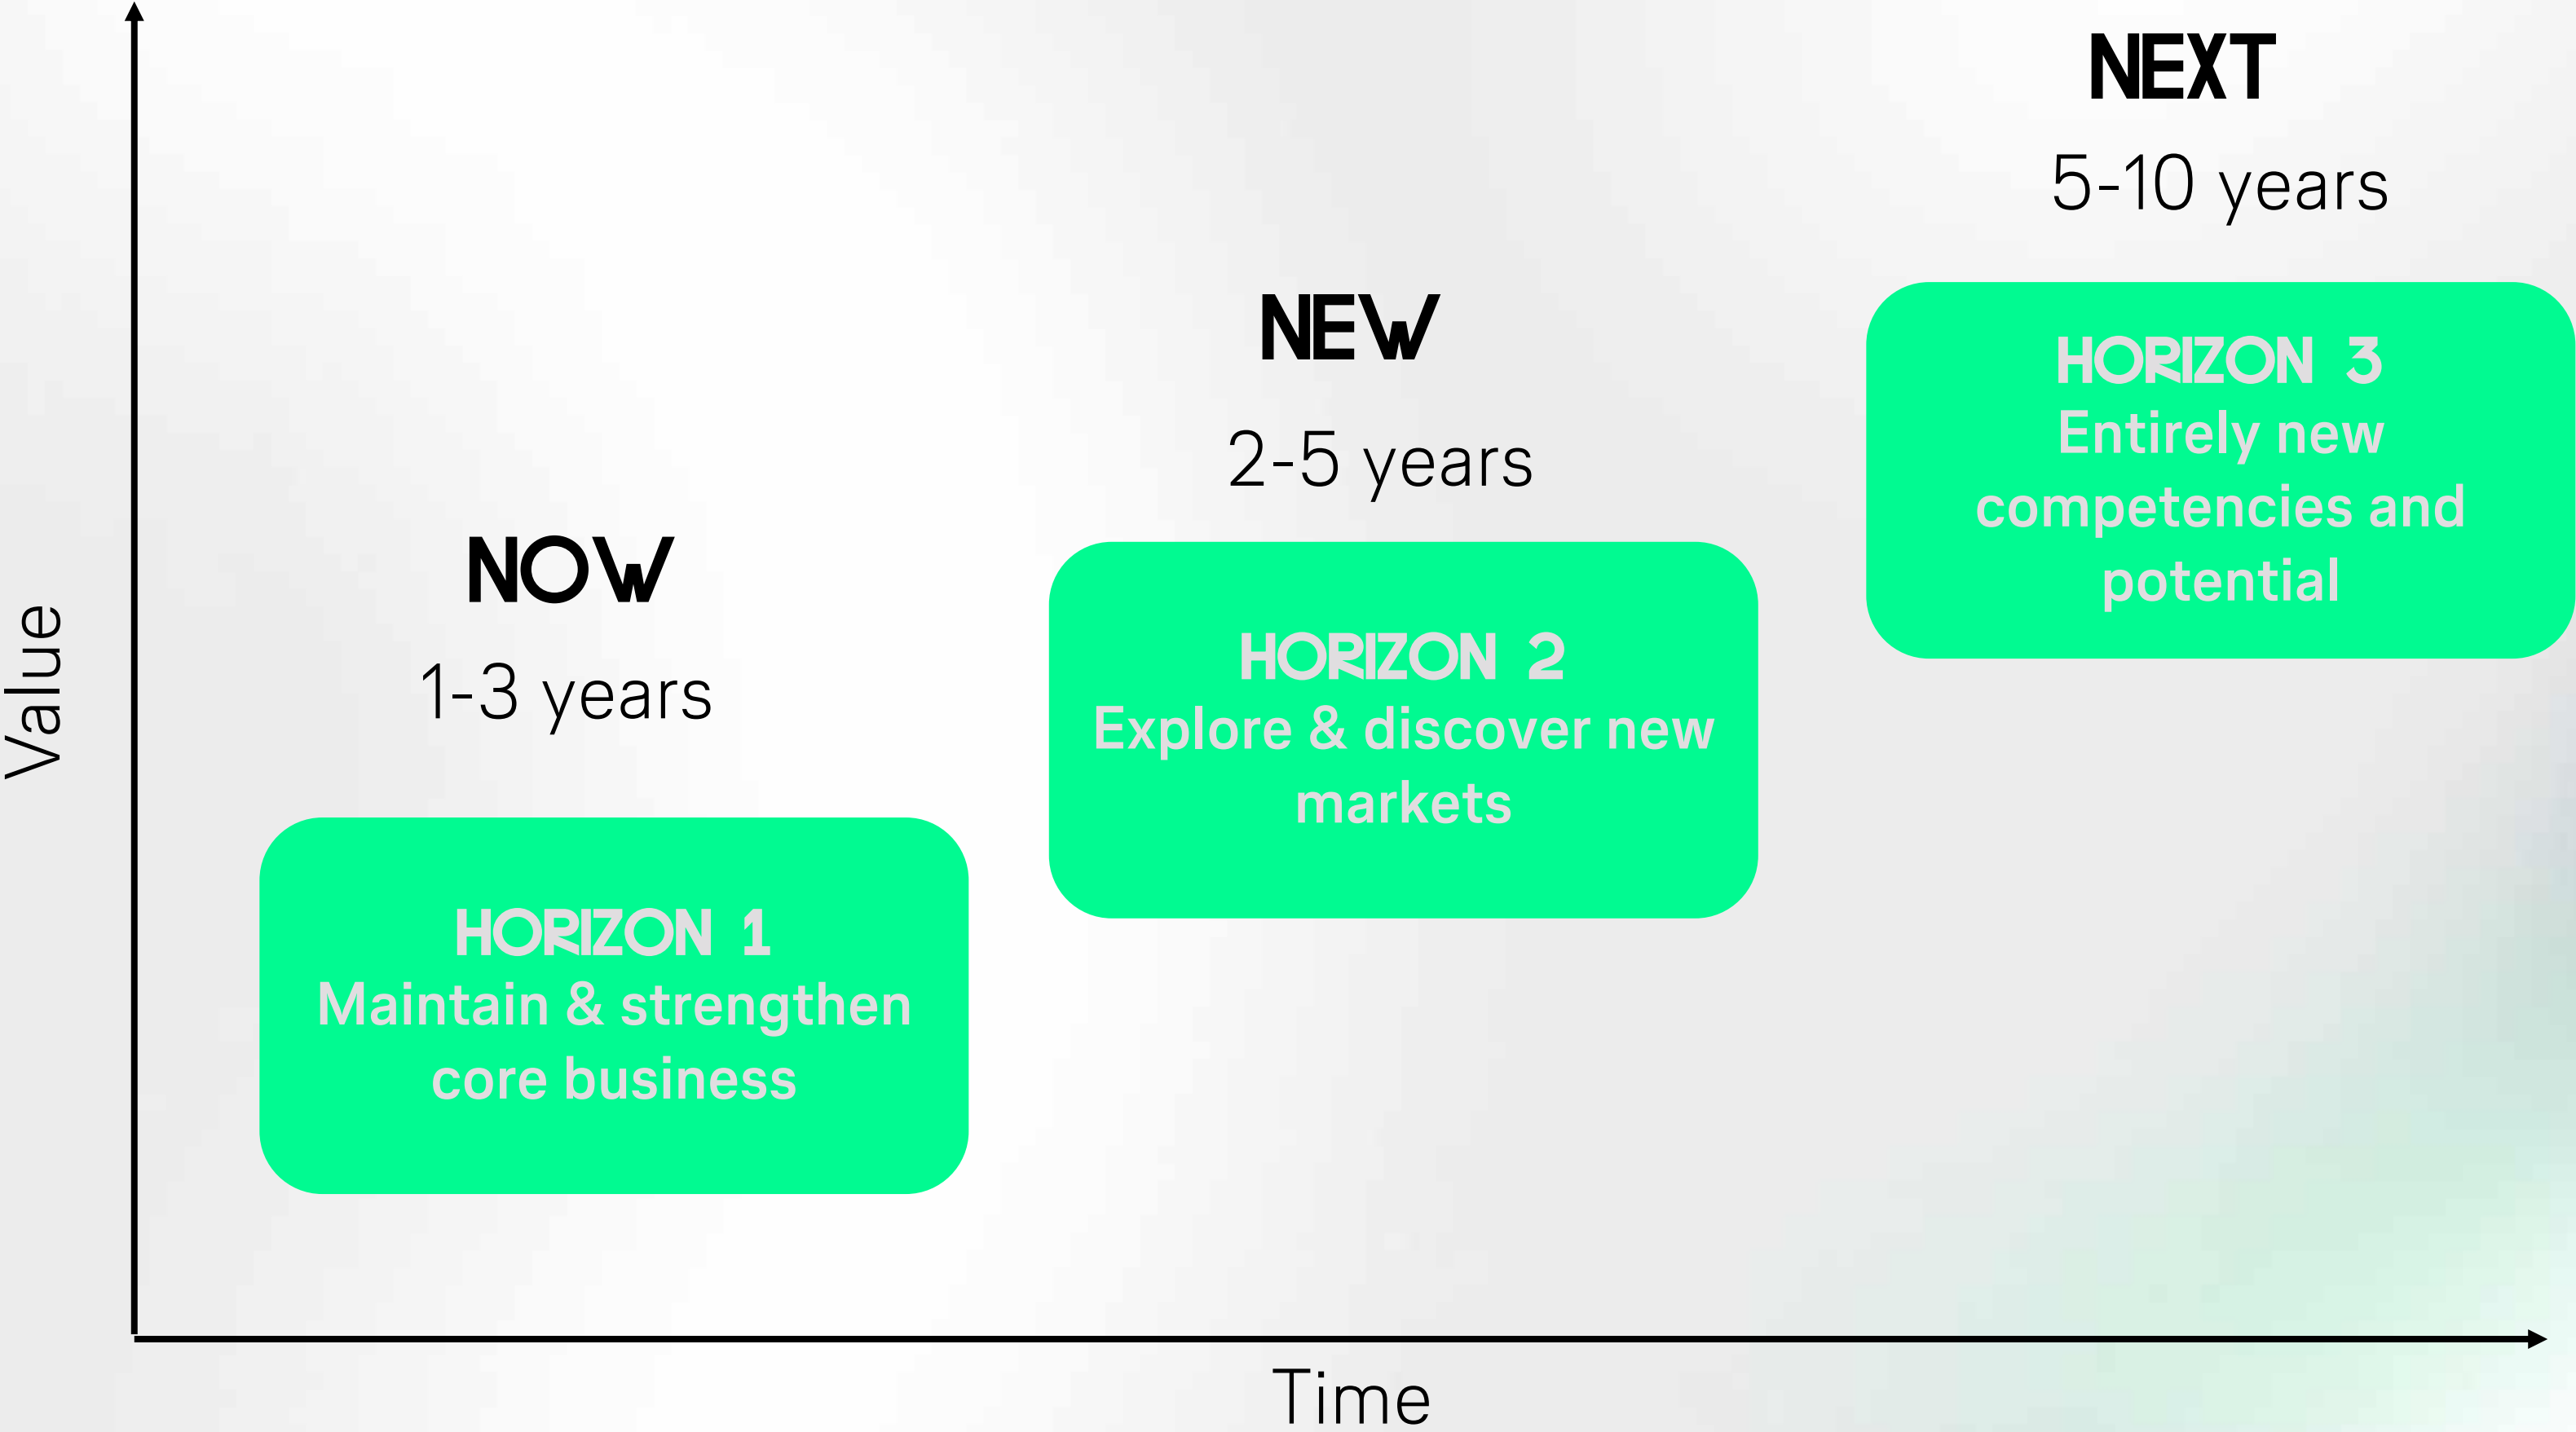 NOW
1-3 years
HORIZON 1
Maintain & strengthen
core business
NEW
2-5 years
HORIZON 2
Explore & discover new
markets
NEXT
5-10 years
HORIZON 3
Entirely new
competencies and
potential
Value
Time